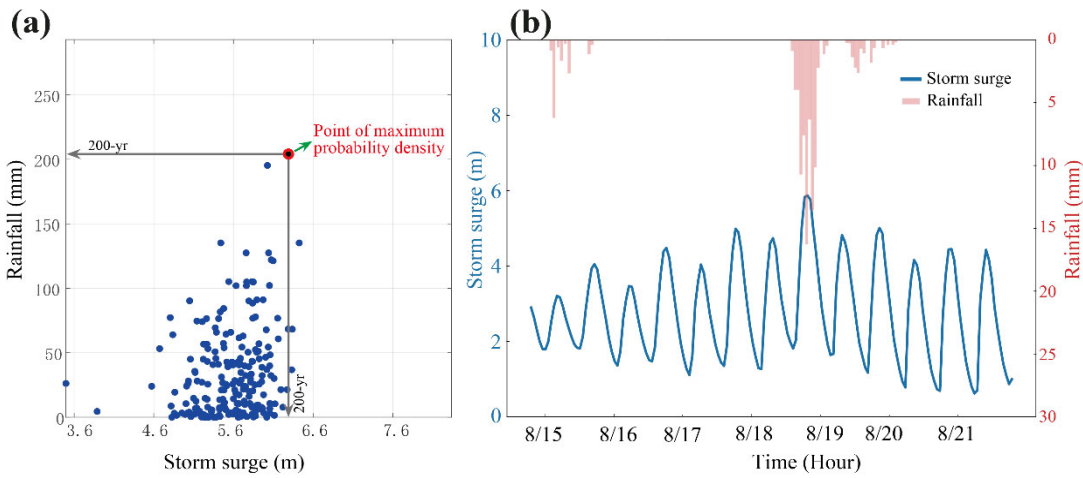 (a)
Rainfall (mm)
250
200
150
100
50
0
200-yr
Point of maximum
probability density
200-yr
3. 6
4. 6
5. 6
6. 6
7. 6
Storm surge (m)
(b)
Storm surge (m)
10
8
6
4
2
0
Storm surge
Rainfall
0
5
10
15
20
25
30
Rainfall (mm)
8/15
8/16
8/17
8/18
8/19
8/20
8/21
Time (Hour)